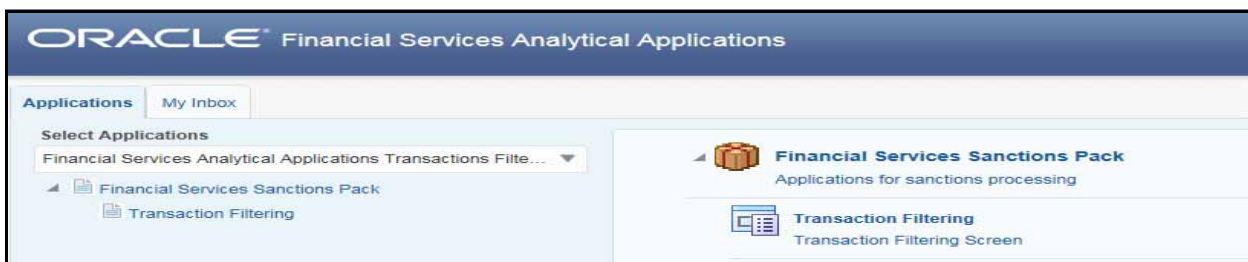 ORACLE® Financial Services Analytical Applications
Applications
My Inbox
Select Applications
Financial Services Analytical Applications Transactions Filte...
Financial Services Sanctions Pack
Transaction Filtering
Financial Services Sanctions Pack
Applications for sanctions processing
Transaction Filtering
Transaction Filtering Screen